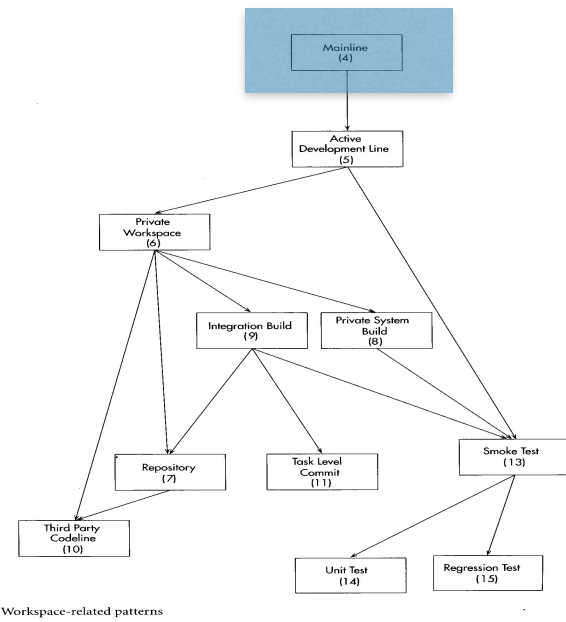 Mainline
(4)
Active
Development Line
(5)
Private
Workspace
(6)
Integration Build
(9)
Private System
Build
(8)
Repository
(7)
Task Level
Commit
(11)
Smoke Test
(13)
Third Party
Codeline
(10)
Unit Test
(14)
Regression Test
(15)
Workspace-related patterns